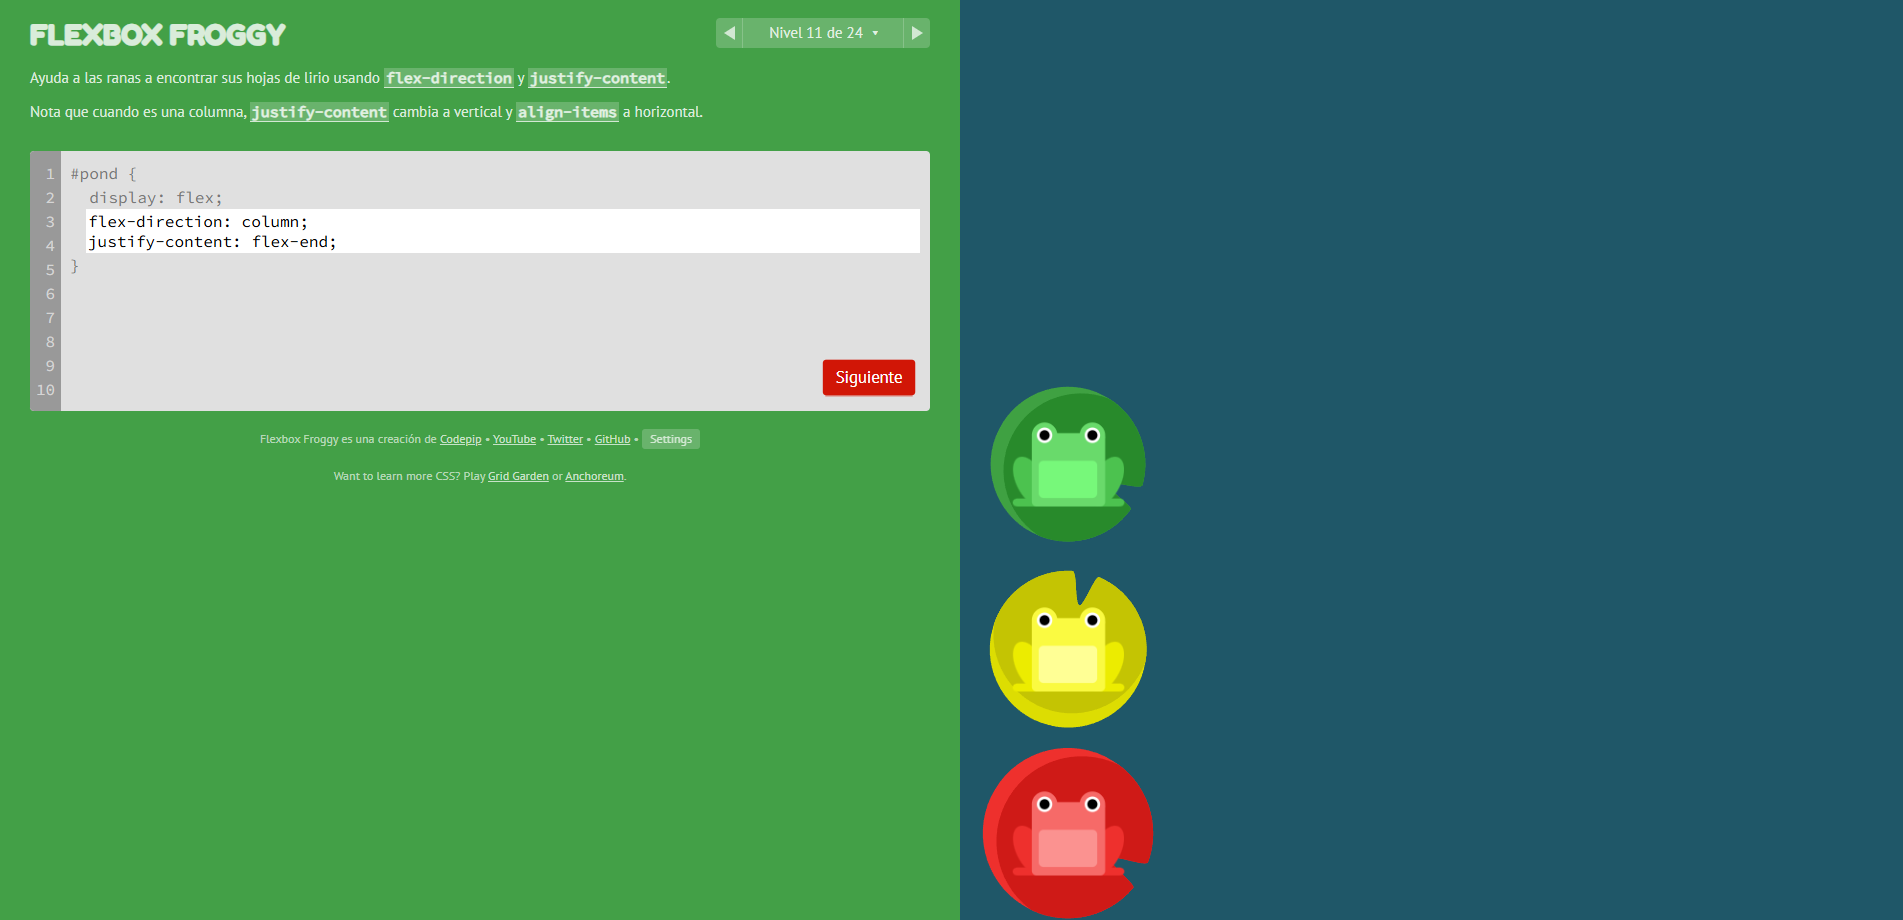 FLEXBOX FROGGY
Nivel 11 de 24
Ayuda a las ranas a encontrar sus hojas de lirio usando flex-direction y justify-content.
Nota que cuando es una columna, justify-content cambia a vertical y align-items a horizontal.
1 #pond {
2 display: flex;
3 flex-direction: column;
4 justify-content: flex-end;
5 }
6
7
8
9
10
Siguiente
Flexbox Froggy es una creación de Codepip • YouTube • Twitter • GitHub • Settings
Want to learn more CSS? Play Grid Garden or Anchoreum.